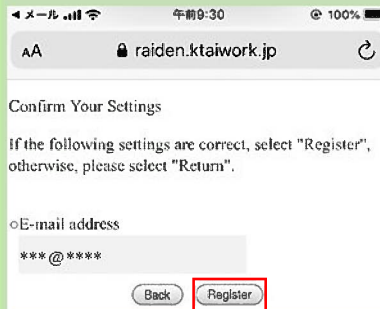 メール
午前9:30
100%
AA
raiden.ktaiwork.jp
Confirm Your Settings
If the following settings are correct, select "Register",
otherwise, please select "Return".
○E-mail address
***@****
Back Register